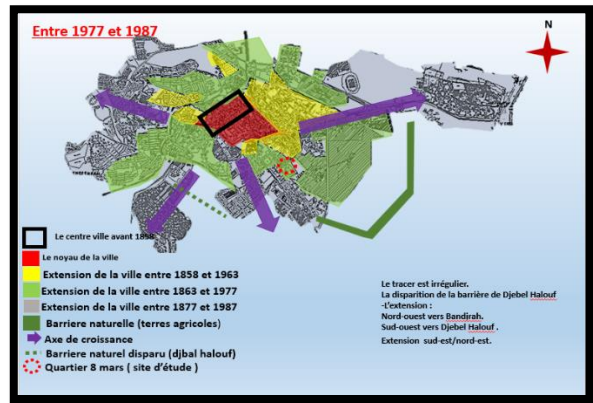 Entre 1977 et 1987
N
Le centre ville avant 1898
Le noyau de la ville
Extension de la ville entre 1858 et 1963
Extension de la ville entre 1863 et 1977
Extension de la ville entre 1877 et 1987
Barriere naturelle (terres agricoles)
Axe de croissance
Barriere naturel disparu (djbal halouf)
Quartier 8 mars ( site d'étude )
Le tracer est irrégulier.
La disparition de la barrière de Djebel Halouf
-L'extension :
Nord-ouest vers Bandjrah.
Sud-ouest vers Djebel Halouf .
Extension sud-est/nord-est.